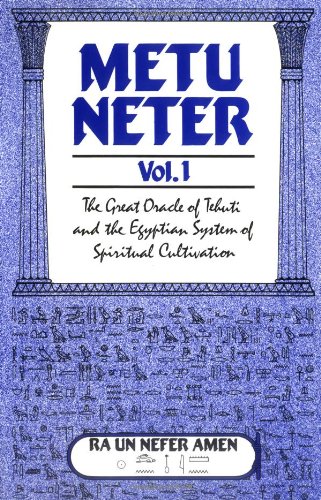 METU
NETER
Vol.1
The Great Oracle of Tehuti
and the Egyptian System of
Spiritual Cultivation
RA UN NEFER AMEN